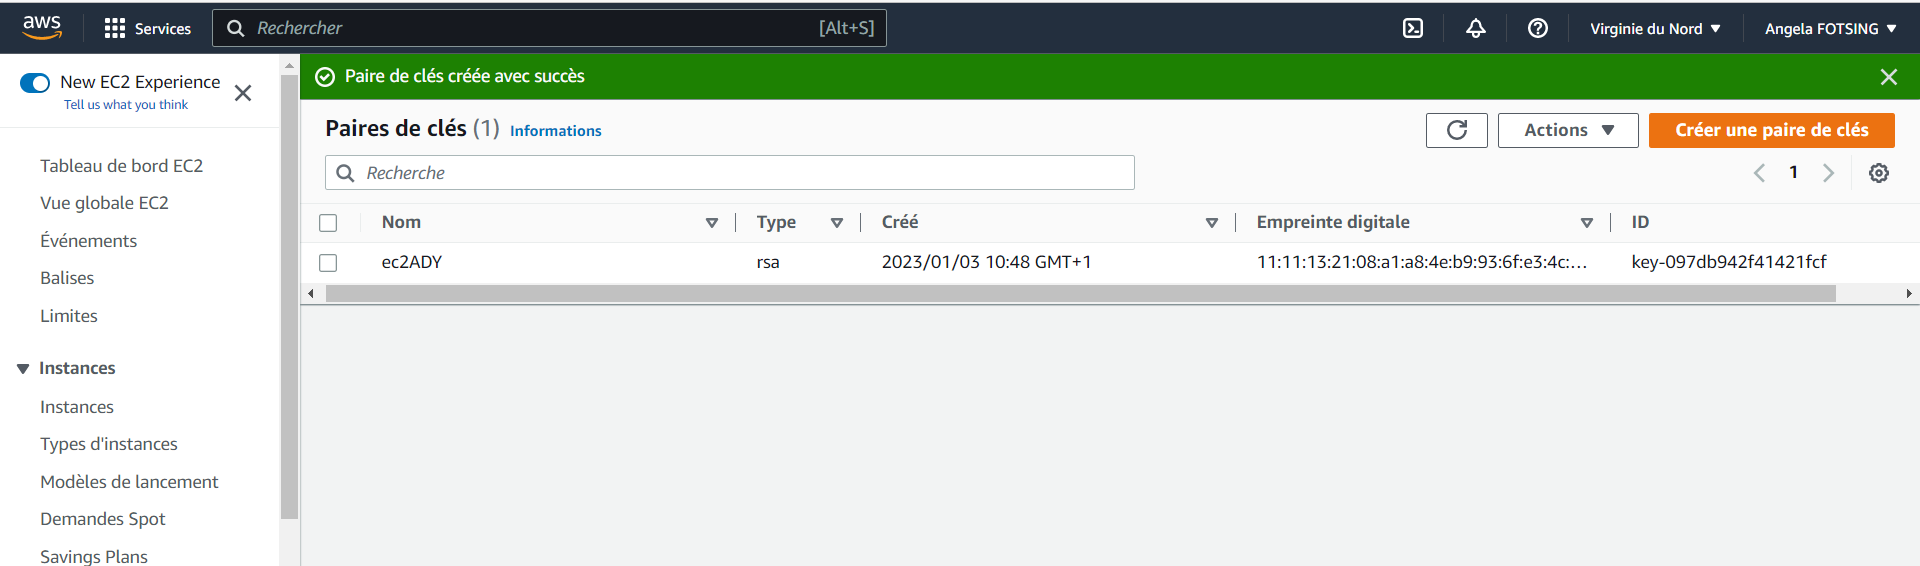 aws
Services
Rechercher
[Alt+S]
Virginie du Nord
Angela FOTSING
New EC2 Experience
Tell us what you think
Tableau de bord EC2
Vue globale EC2
Événements
Balises
Limites
Instances
Instances
Types d'instances
Modèles de lancement
Demandes Spot
Savings Plans
Paire de clés créée avec succès
Paires de clés (1) Informations
Actions
Créer une paire de clés
Recherche
1
Nom Type Créé Empreinte digitale ID
ec2ADY rsa 2023/01/03 10:48 GMT+1 11:11:13:21:08:a1:a8:4e:b9:93:6f:e3:4c:... key-097db942f41421fcf